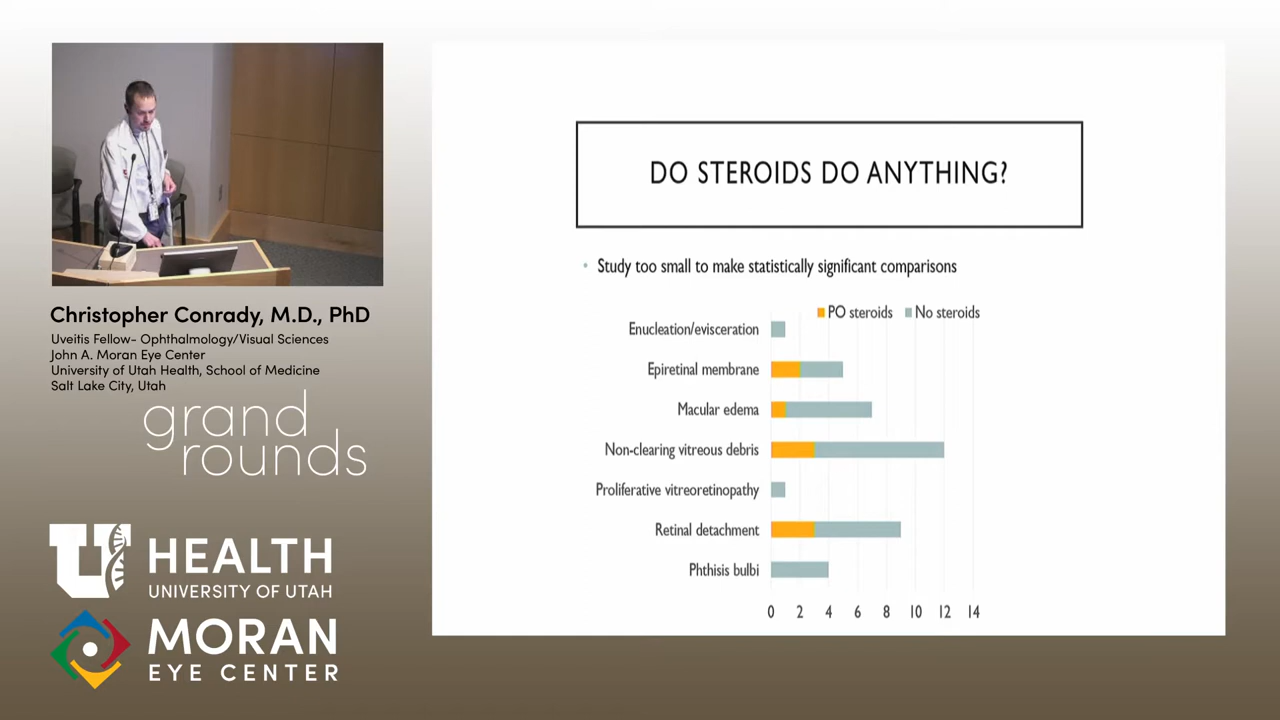 Christopher Conrady, M.D., PhD
Uveitis Fellow- Ophthalmology/Visual Sciences
John A. Moran Eye Center
University of Utah Health, School of Medicine
Salt Lake City, Utah
grand
rounds
U HEALTH
UNIVERSITY OF UTAH
MORAN
EYE CENTER
DO STEROIDS DO ANYTHING?
• Study too small to make statistically significant comparisons
PO steroids No steroids
Enucleation/evisceration
Epiretinal membrane
Macular edema
Non-clearing vitreous debris
Proliferative vitreoretinopathy
Retinal detachment
Phthisis bulbi
0 2 4 6 8 10 12 14